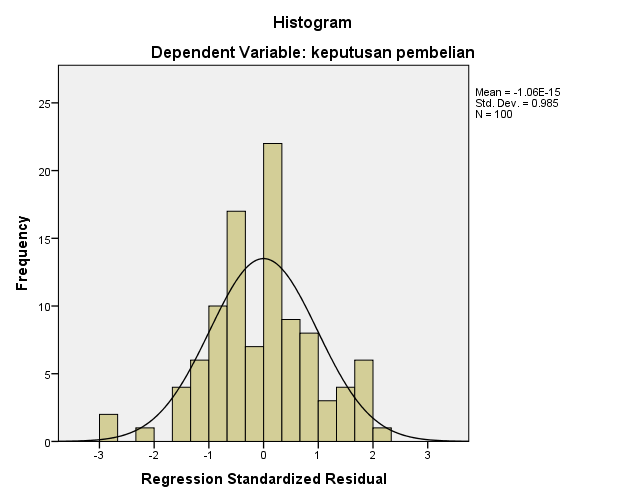 Histogram
Dependent Variable: keputusan pembelian
Mean = -1.06E-15
Std. Dev. = 0.985
N = 100
Frequency
25
20
15
10
5
0
-3 -2 -1 0 1 2 3
Regression Standardized Residual